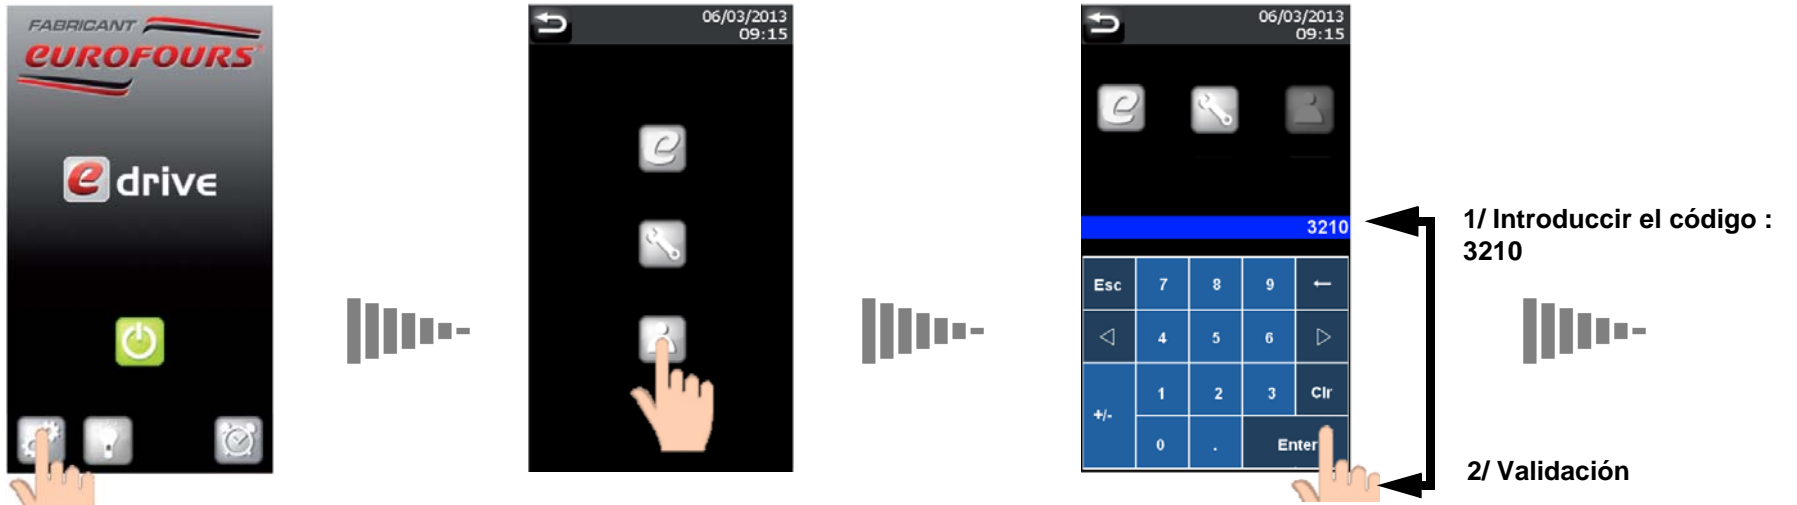 FABRICANT
eUROFOURS®
e drive
06/03/2013
09:15
e
06/03/2013
09:15
e
3210
Esc 7 8 9 ←
4 5 6
+/- 1 2 3 Clr
0 . Enter
1/ Introduccir el código :
3210
2/ Validación